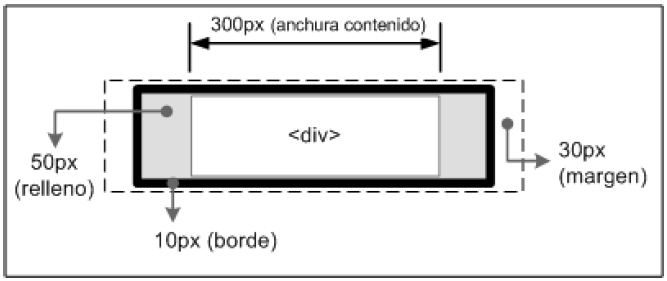 300px (anchura contenido)
<div>
50px
(relleno)
30px
(margen)
10px (borde)